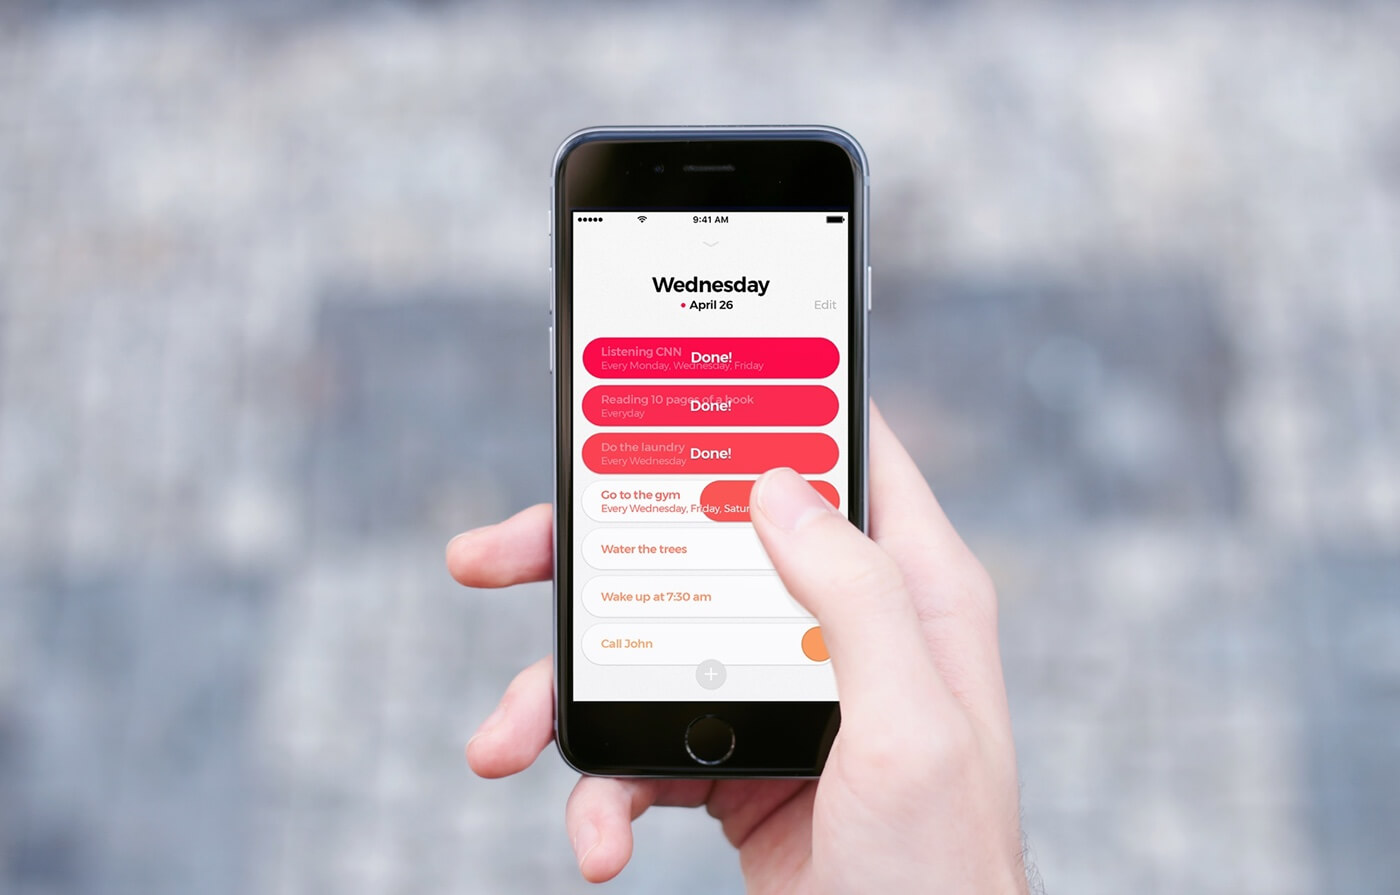 9:41 AM
Wednesday
April 26
Edit
Listening CNN
Done!
Every Monday, Wednesday, Friday
Reading 10 pages of a book
Done!
Everyday
Do the laundry
Done!
Every Wednesday
Go to the gym
Every Wednesday, Friday,
Water the trees
Wake up at 7:30 am
Call John
+